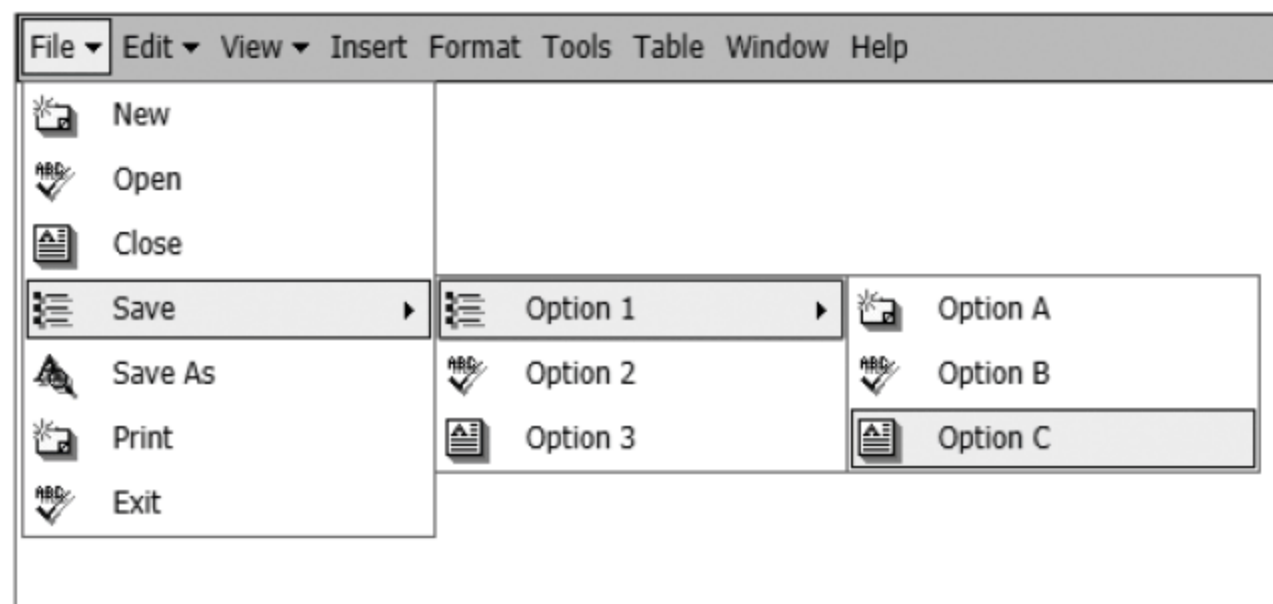 File Edit View Insert Format Tools Table Window Help
New
Open
Close
Save
Save As
Print
Exit
Option 1
Option 2
Option 3
Option A
Option B
Option C